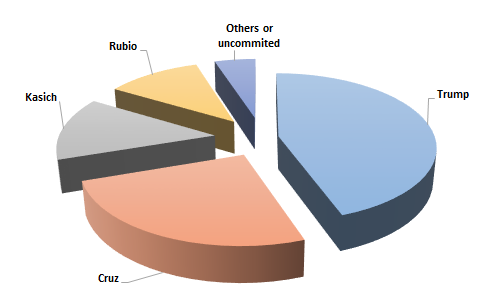 Others or
uncommited
Rubio
Kasich
Trump
Cruz